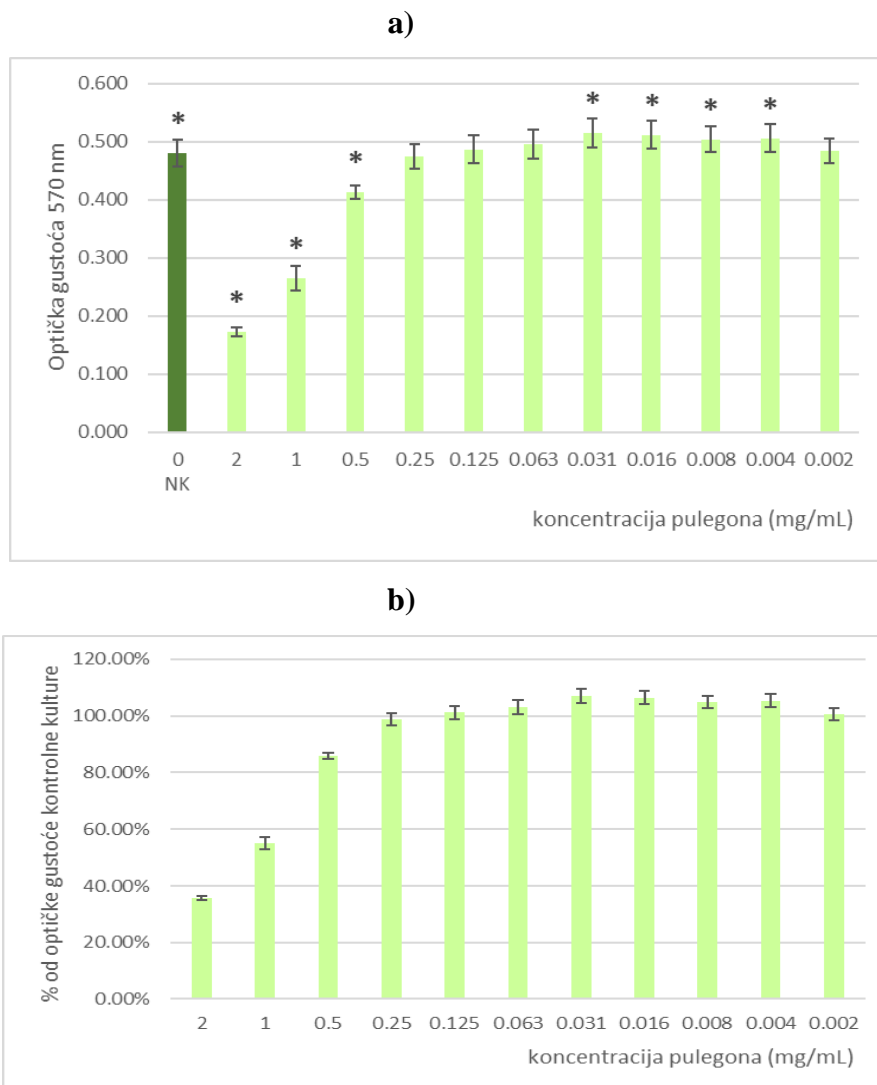 a)
Optička gustoća 570 nm
0.600
0.500
0.400
0.300
0.200
0.100
0.000
* * * * * * * *
0 2 1 0.5 0.25 0.125 0.063 0.031 0.016 0.008 0.004 0.002
NK
koncentracija pulegona (mg/mL)
b)
% od optičke gustoće kontrolne kulture
120.00%
100.00%
80.00%
60.00%
40.00%
20.00%
0.00%
2 1 0.5 0.25 0.125 0.063 0.031 0.016 0.008 0.004 0.002
koncentracija pulegona (mg/mL)